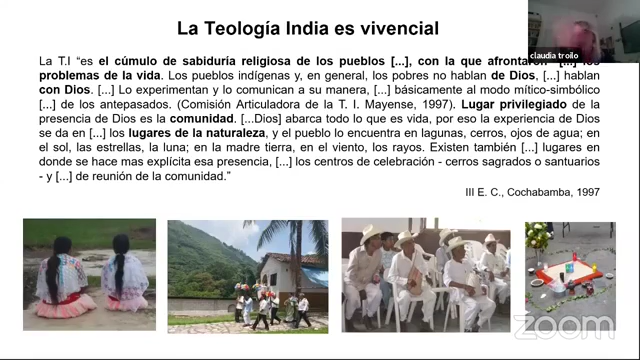 La Teología India es vivencial
claudia troilo
La T.I “es el cúmulo de sabiduría religiosa de los pueblos [...], con la que afrontaron [...] los
problemas de la vida. Los pueblos indígenas y, en general, los pobres no hablan de Dios, [...] hablan
con Dios. [...] Lo experimentan y lo comunican a su manera, [...] básicamente al modo mítico-simbólico
[...] de los antepasados. (Comisión Articuladora de la T. I. Mayense, 1997). Lugar privilegiado de la
presencia de Dios es la comunidad. [...Dios] abarca todo lo que es vida, por eso la experiencia de Dios
se da en [...] los lugares de la naturaleza, y el pueblo lo encuentra en lagunas, cerros, ojos de agua; en
el sol, las estrellas, la luna; en la madre tierra, en el viento, los rayos. Existen también [...] lugares en
donde se hace mas explícita esa presencia, [...] los centros de celebración - cerros sagrados o santuarios
- y [...] de reunión de la comunidad.”
III E. C., Cochabamba, 1997
zoom